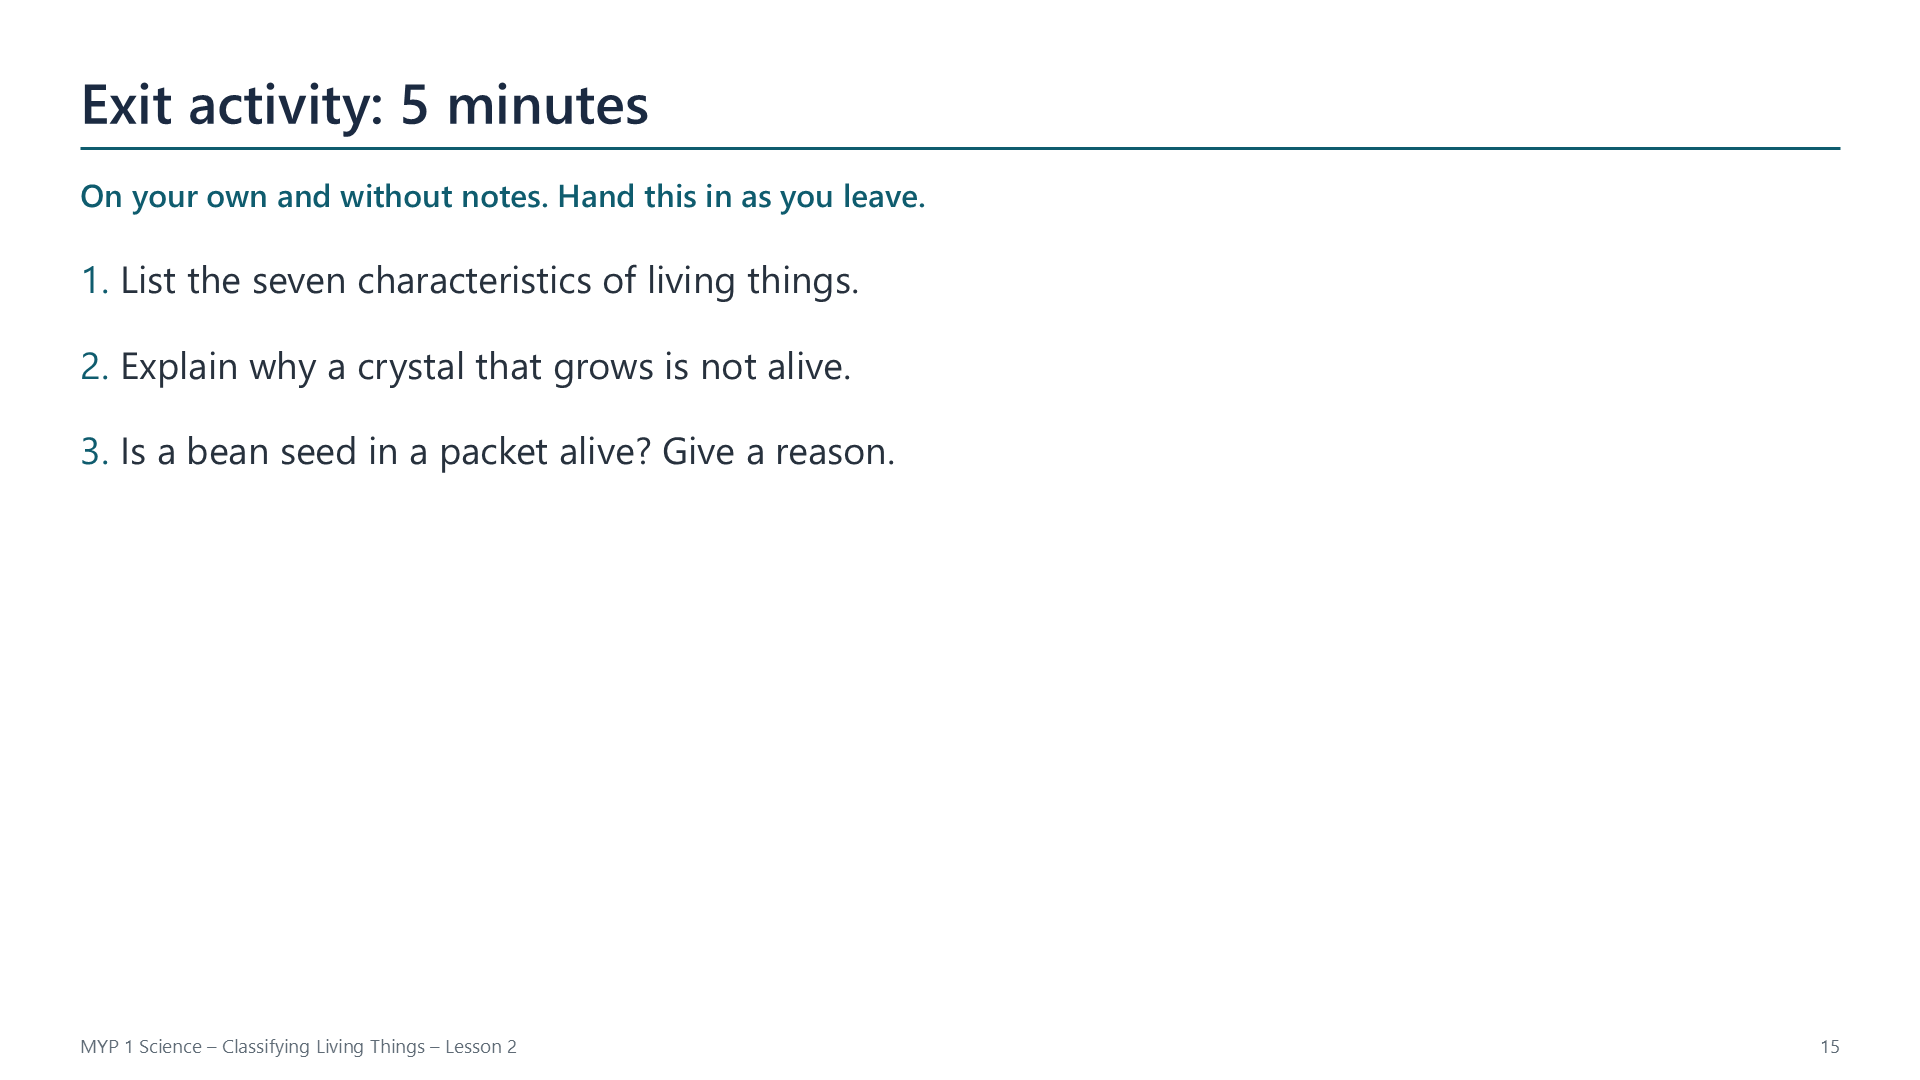 Exit activity: 5 minutes
On your own and without notes. Hand this in as you leave.
1. List the seven characteristics of living things.
2. Explain why a crystal that grows is not alive.
3. Is a bean seed in a packet alive? Give a reason.
MYP 1 Science – Classifying Living Things – Lesson 2
15